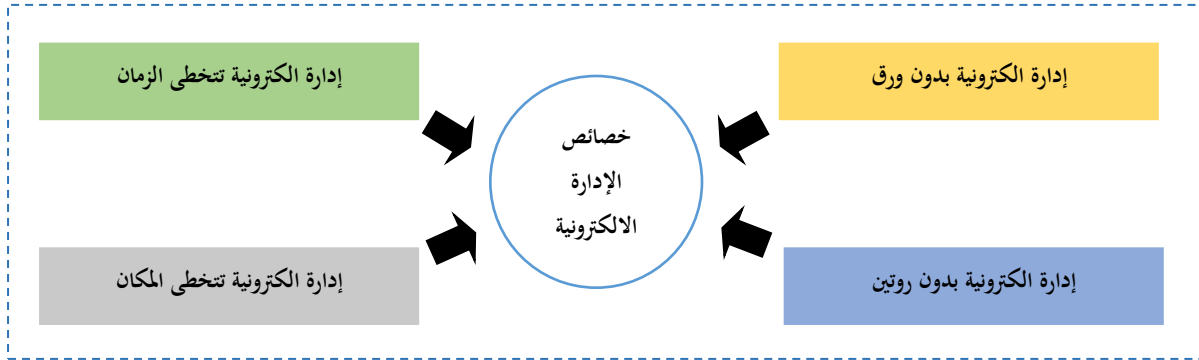 إدارة الكترونية بدون ورق
إدارة الكترونية تتخطى الزمان
خصائص
الإدارة
الالكترونية
إدارة الكترونية بدون روتين
إدارة الكترونية تتخطى المكان